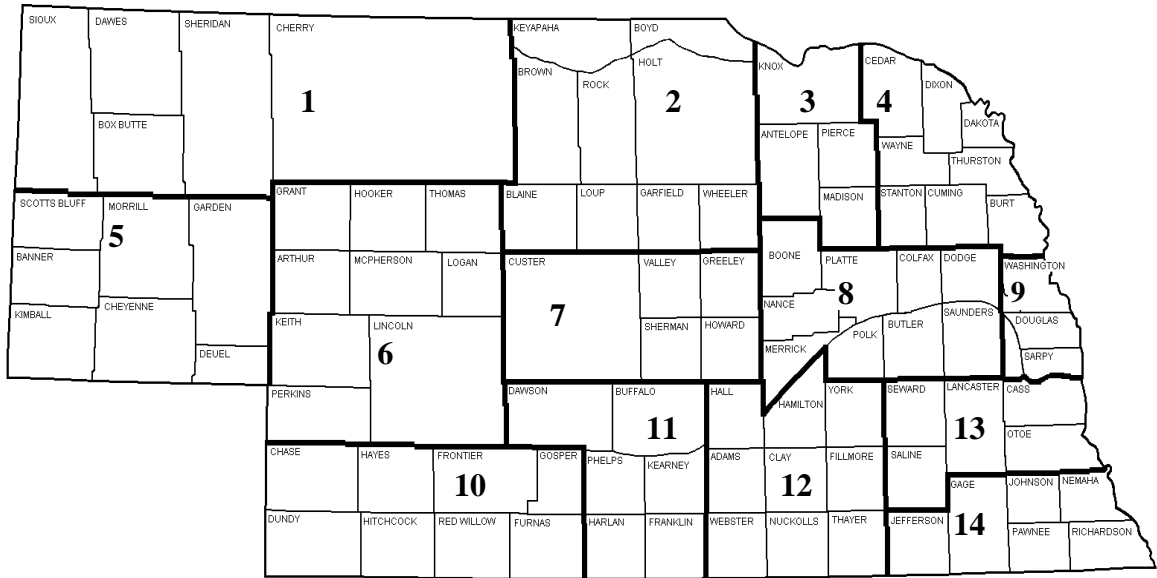 SIOUX
DAWES
SHERIDAN
CHERRY
KEYAPAHA
BOYD
HOLT
BROWN
ROCK
KNOX
CEDAR
DIXON
DAKOTA
BOX BUTTE
1
2
3
4
ANTELOPE
PIERCE
WAYNE
THURSTON
GRANT
HOOKER
THOMAS
BLAINE
LOUP
GARFIELD
WHEELER
MADISON
STANTON
CUMING
BURT
SCOTTS BLUFF
MORRILL
GARDEN
5
BANNER
ARTHUR
MCPHERSON
LOGAN
CUSTER
VALLEY
GREELEY
BOONE
PLATTE
COLFAX
DODGE
WASHINGTON
KIMBALL
CHEYENNE
KEITH
LINCOLN
6
7
SHERMAN
HOWARD
NANCE
8
9
MERRICK
POLK
BUTLER
SAUNDERS
DOUGLAS
SARPY
DEUEL
PERKINS
DAWSON
BUFFALO
HALL
HAMILTON
YORK
SEWARD
LANCASTER
CASS
11
13
OTOE
CHASE
HAYES
FRONTIER
GOSPER
PHELPS
KEARNEY
ADAMS
CLAY
FILLMORE
SALINE
10
12
GAGE
JOHNSON
NEMAHA
DUNDY
HITCHCOCK
RED WILLOW
FURNAS
HARLAN
FRANKLIN
WEBSTER
NUCKOLLS
THAYER
JEFFERSON
14
PAWNEE
RICHARDSON